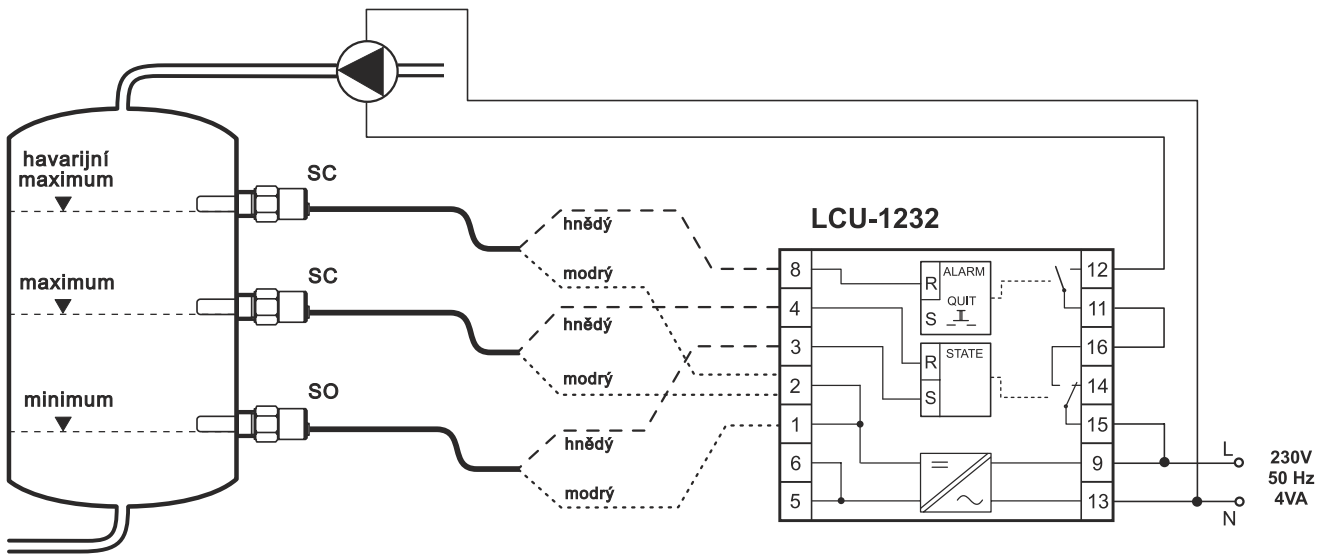 havarijní
maximum
SC
hnědý
modrý
maximum
SC
hnědý
modrý
minimum
SO
hnědý
modrý
LCU-1232
8
4
3
2
1
6
5
R
ALARM
QUIT
S
R
STATE
S
12
11
16
14
15
9
13
L
N
230V
50 Hz
4VA